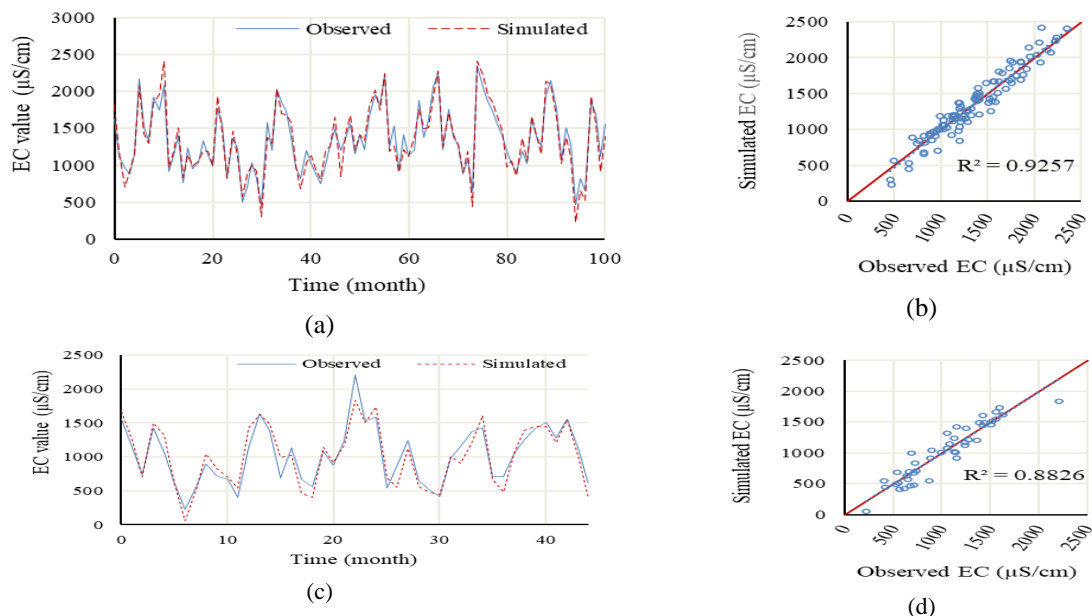 EC value (µS/cm)
3000
2500
2000
1500
1000
500
0
Observed
Simulated
0 20 40 60 80 100
Time (month)
(a)
Simulated EC (µS/cm)
2500
2000
1500
1000
500
0
R² = 0.9257
0 500 1000 1500 2000 2500
Observed EC (µS/cm)
(b)
EC value (µS/cm)
2500
2000
1500
1000
500
0
Observed
Simulated
0 10 20 30 40
Time (month)
(c)
Simulated EC (µS/cm)
2500
2000
1500
1000
500
0
R² = 0.8826
0 500 1000 1500 2000 2500
Observed EC (µS/cm)
(d)